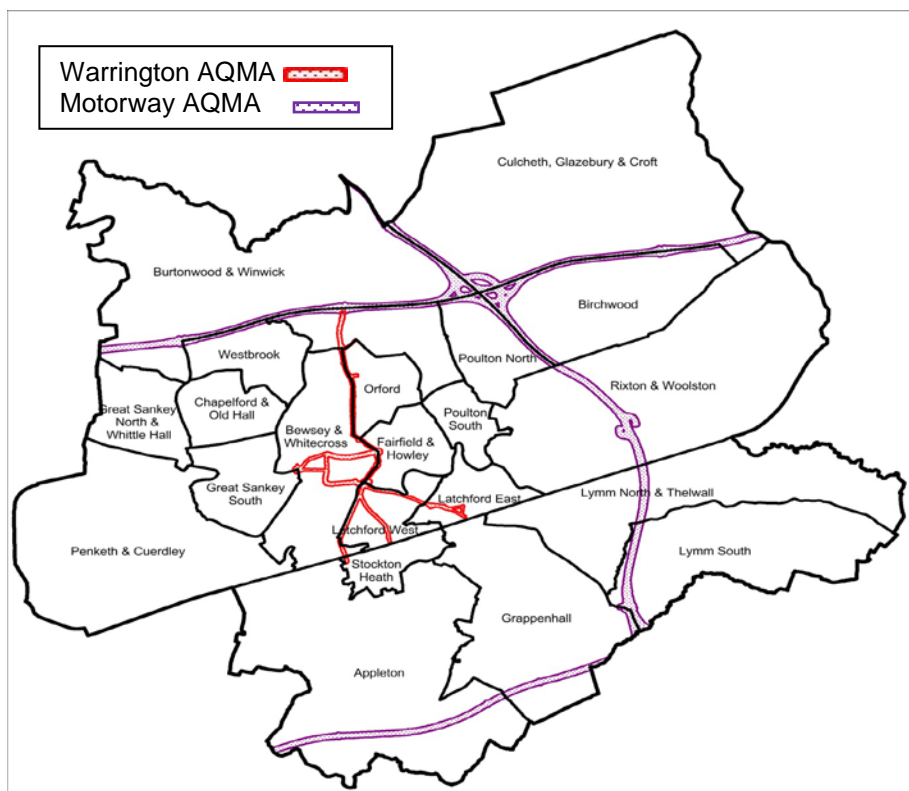 Warrington AQMA
Motorway AQMA
Culcheth, Glazebury & Croft
Burtonwood & Winwick
Birchwood
Westbrook
Poulton North
Orford
Rixton & Woolston
Chapelford &
Old Hall
Great Sankey
North &
Whittle Hall
Poulton
South
Bewsey &
Whitecross
Fairfield &
Howley
Great Sankey
South
Latchford East
Lymm North & Thelwall
Latchford West
Penketh & Cuerdley
Lymm South
Stockton
Heath
Grappenhall
Appleton